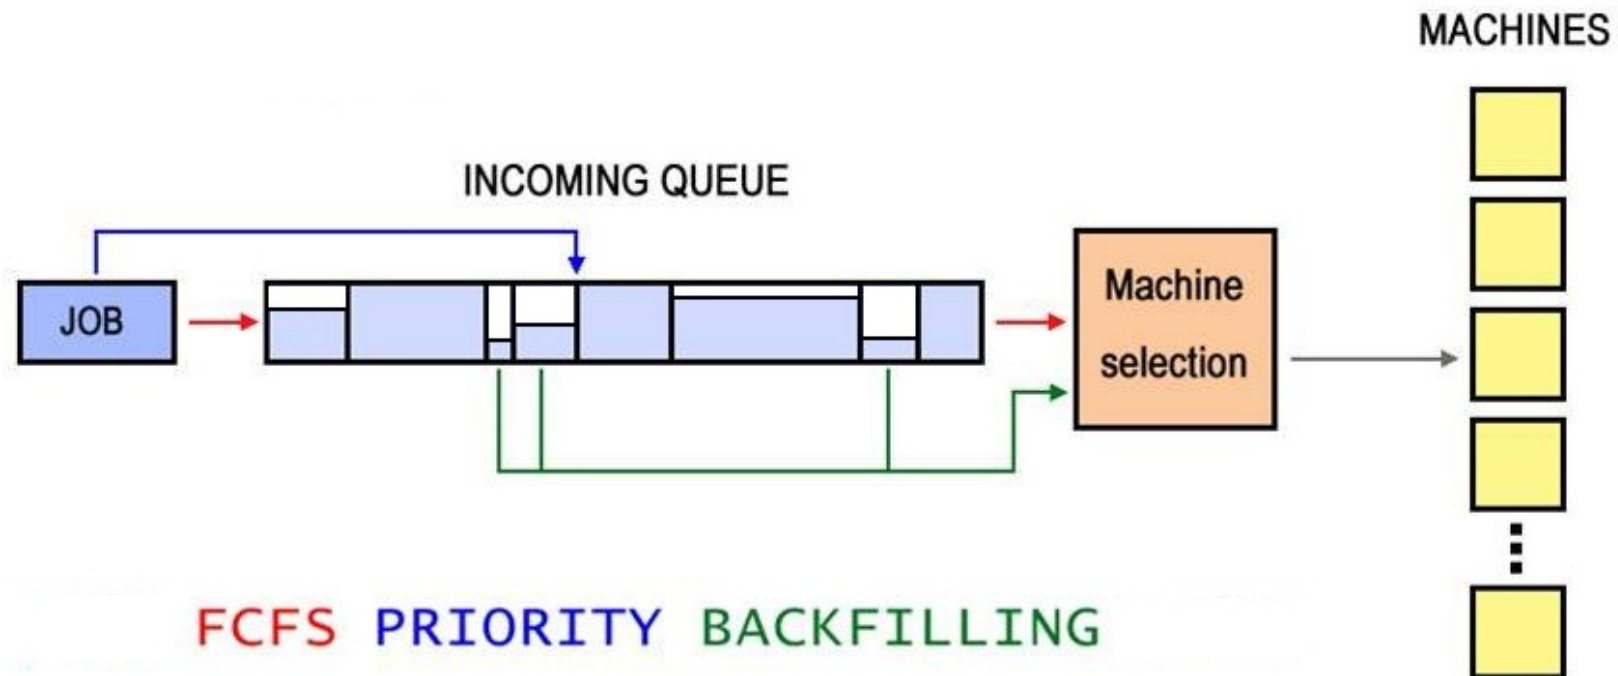 MACHINES
INCOMING QUEUE
JOB
Machine
selection
FCFS PRIORITY BACKFILLING